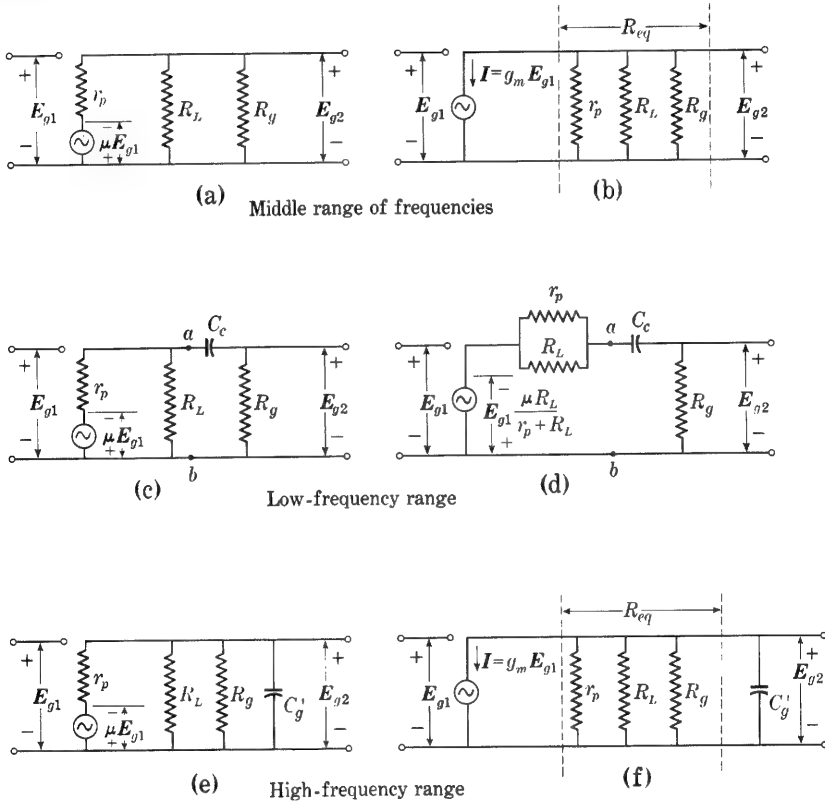 R_eq
+ + + +
E_g1 r_p R_L R_g E_g2
− μE_g1 +
I = g_m E_g1
E_g1 r_p R_L R_g E_g2
(a) (b)
Middle range of frequencies
a C_c
E_g1 r_p R_L R_g E_g2
− μE_g1 +
b
r_p
a C_c
R_L
E_g1 − E_g1 μR_L / r_p + R_L + R_g E_g2
b
(c) (d)
Low-frequency range
R_eq
E_g1 r_p R_L R_g C_g' E_g2
− μE_g1 +
I = g_m E_g1
E_g1 r_p R_L R_g C_g' E_g2
(e) (f)
High-frequency range